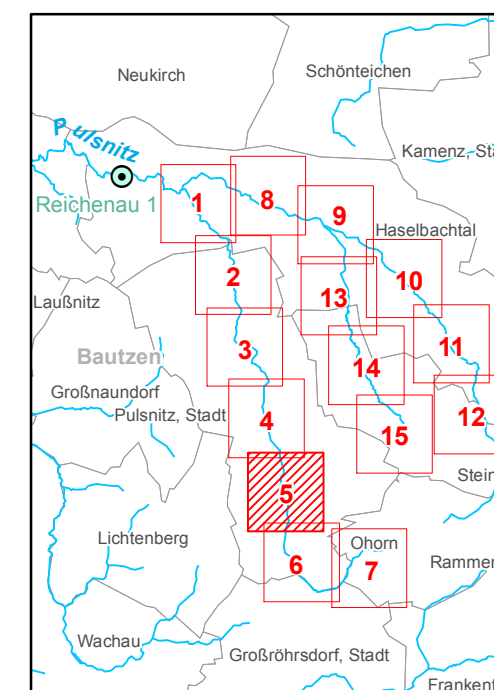 Neukirch
Schönteichen
Pulsnitz
Kamenz, St
Reichenau 1
1
8
9
Haselbachtal
2
10
13
Laußnitz
3
11
Bautzen
14
Großnaundorf
4
12
Pulsnitz, Stadt
15
Stein
5
Lichtenberg
Ohorn
6
7
Rammen
Wachau
Großröhrsdorf, Stadt
Frankent